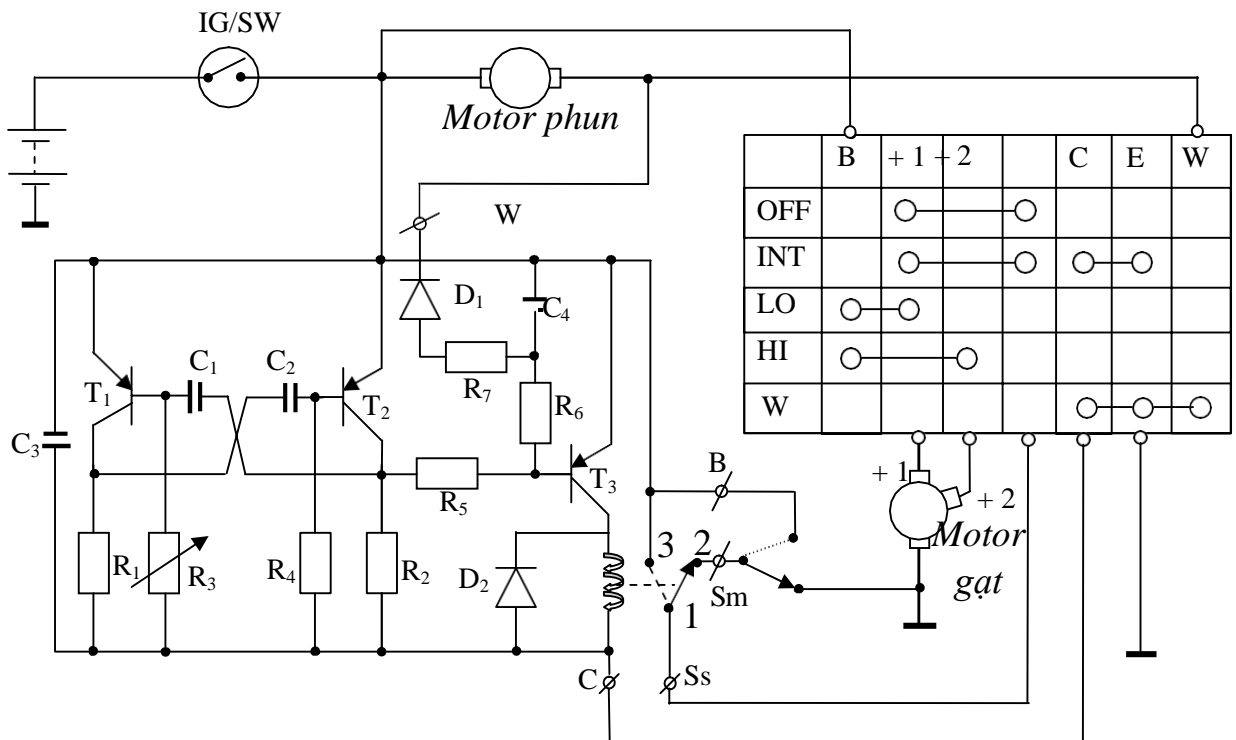 IG/SW
Motor phun
B + 1 + 2 C E W
OFF
INT
LO
HI
W
W
D₁
C₄
R₇
R₆
C₁
C₂
T₁
T₂
C₃
R₅
T₃
R₁
R₃
R₄
R₂
D₂
B
3
2
Sm
1
C
Ss
+ 1
+ 2
Motor
gạt